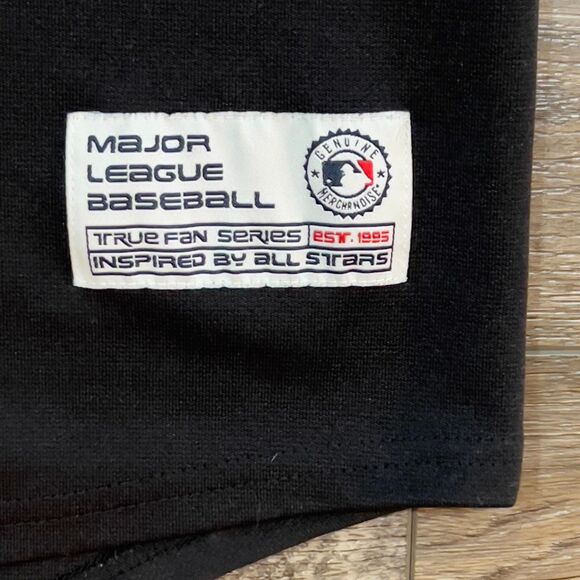 Major
League
Baseball
GENUINE
MERCHANDISE
True Fan Series est. 1995
Inspired by All Stars